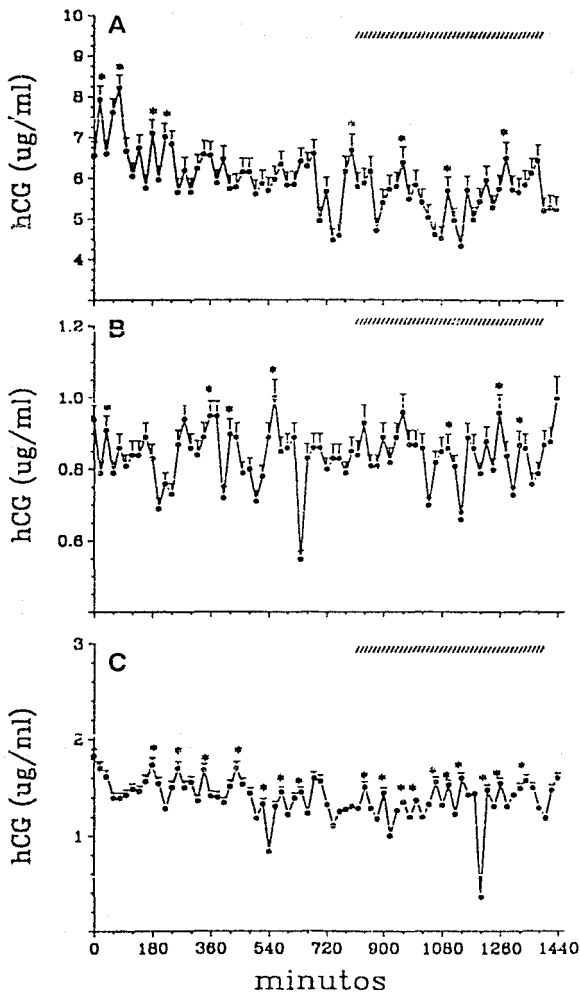 A
10
9
8
7
6
5
4
hCG (ug/ml)
* * * * * * * *
B
1.2
1.0
0.8
0.6
hCG (ug/ml)
* * * * * * *
C
3
2
1
hCG (ug/ml)
* * * * * * * * * * * * * * * * * *
0 180 360 540 720 900 1080 1260 1440
minutos